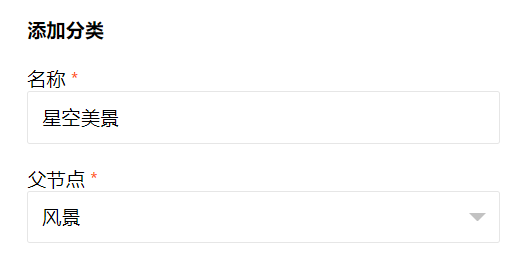 添加分类
名称 *
星空美景
父节点 *
风景